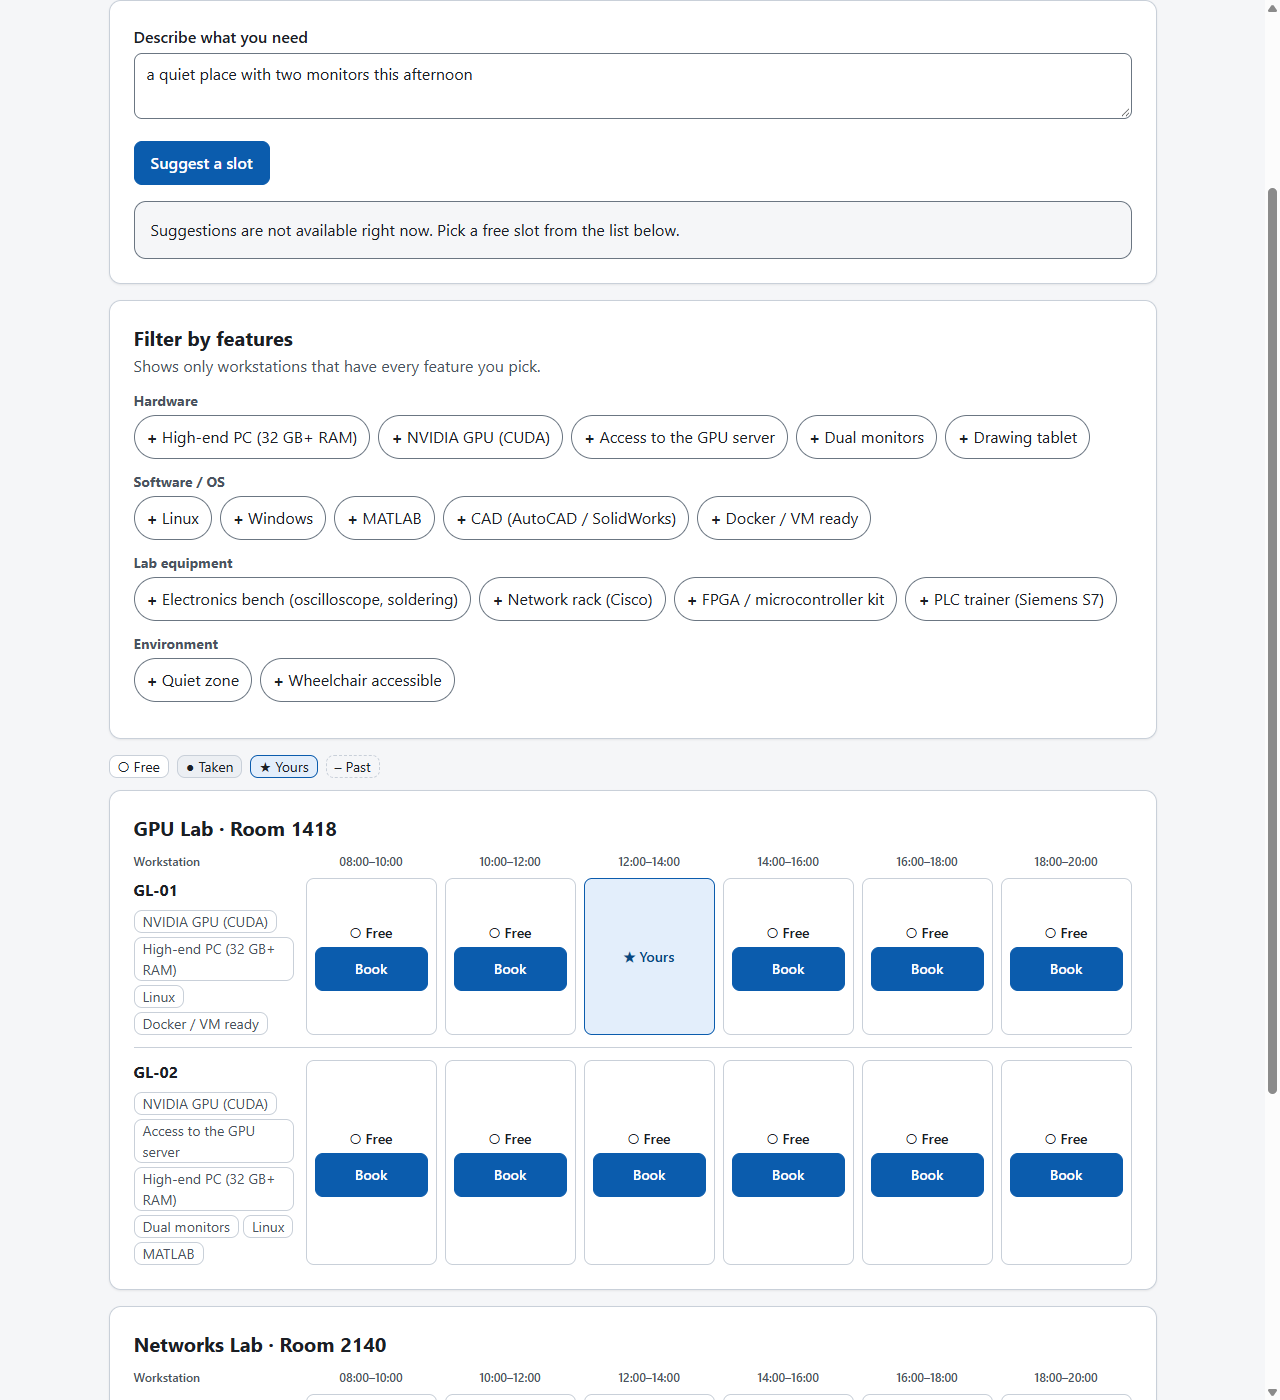 Describe what you need
a quiet place with two monitors this afternoon
Suggest a slot
Suggestions are not available right now. Pick a free slot from the list below.
Filter by features
Shows only workstations that have every feature you pick.
Hardware
+ High-end PC (32 GB+ RAM) + NVIDIA GPU (CUDA) + Access to the GPU server + Dual monitors + Drawing tablet
Software / OS
+ Linux + Windows + MATLAB + CAD (AutoCAD / SolidWorks) + Docker / VM ready
Lab equipment
+ Electronics bench (oscilloscope, soldering) + Network rack (Cisco) + FPGA / microcontroller kit + PLC trainer (Siemens S7)
Environment
+ Quiet zone + Wheelchair accessible
○ Free ● Taken ★ Yours – Past
GPU Lab · Room 1418
Workstation 08:00–10:00 10:00–12:00 12:00–14:00 14:00–16:00 16:00–18:00 18:00–20:00
GL-01
NVIDIA GPU (CUDA)
High-end PC (32 GB+
RAM)
Linux
Docker / VM ready
○ Free ○ Free ○ Free ○ Free ○ Free
★ Yours
Book Book Book Book Book
GL-02
NVIDIA GPU (CUDA)
Access to the GPU
server
High-end PC (32 GB+
RAM)
Dual monitors Linux
MATLAB
○ Free ○ Free ○ Free ○ Free ○ Free ○ Free
Book Book Book Book Book Book
Networks Lab · Room 2140
Workstation 08:00–10:00 10:00–12:00 12:00–14:00 14:00–16:00 16:00–18:00 18:00–20:00